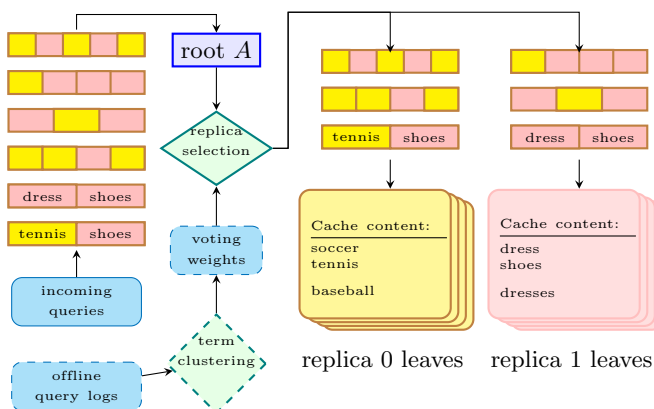 root A
replica
selection
tennis
shoes
dress
shoes
dress
shoes
tennis
shoes
voting
weights
incoming
queries
term
clustering
offline
query logs
Cache content:
soccer
tennis
baseball
replica 0 leaves
Cache content:
dress
shoes
dresses
replica 1 leaves